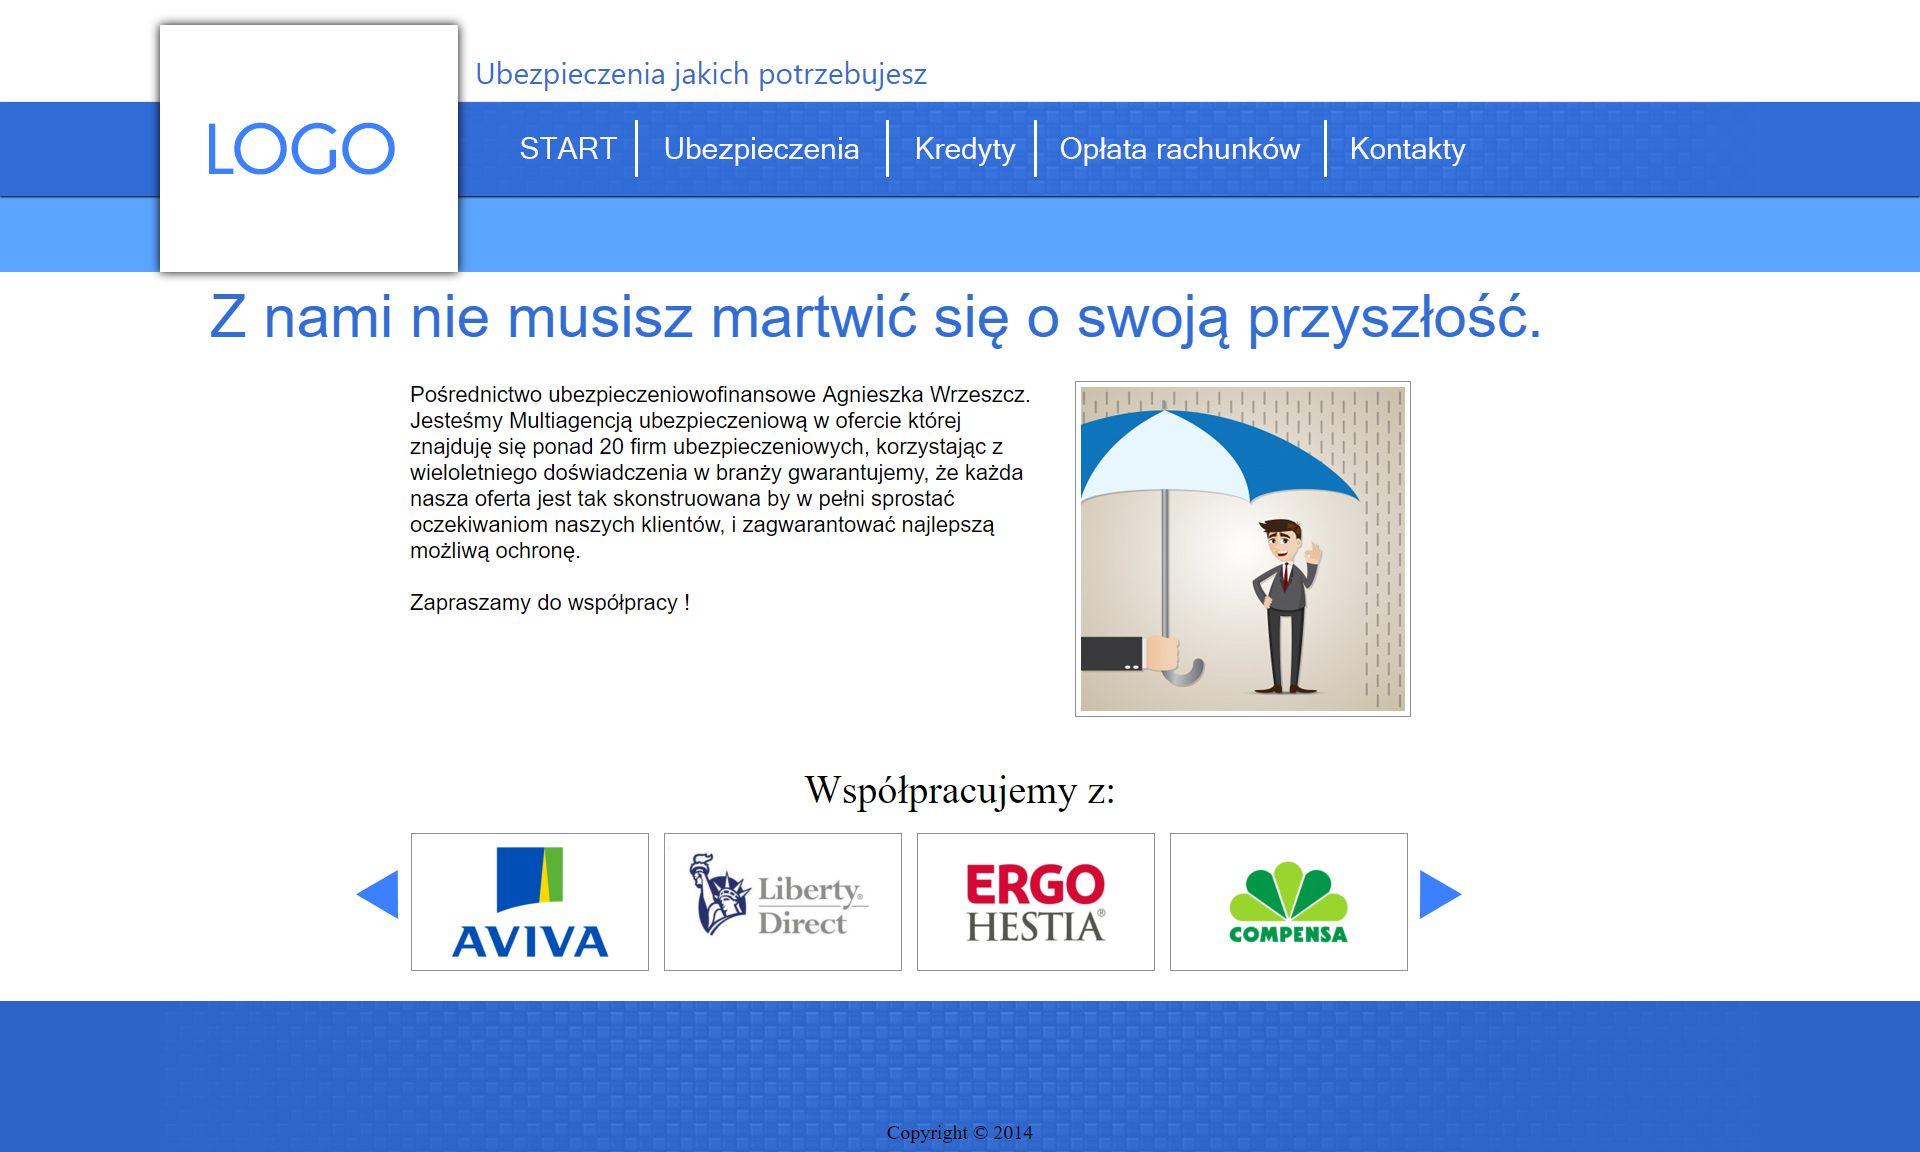 Ubezpieczenia jakich potrzebujesz
LOGO
START
Ubezpieczenia
Kredyty
Opłata rachunków
Kontakty
Z nami nie musisz martwić się o swoją przyszłość.
Pośrednictwo ubezpieczeniowofinansowe Agnieszka Wrzeszcz.
Jesteśmy Multiagencją ubezpieczeniową w ofercie której
znajduję się ponad 20 firm ubezpieczeniowych, korzystając z
wieloletniego doświadczenia w branży gwarantujemy, że każda
nasza oferta jest tak skonstruowana by w pełni sprostać
oczekiwaniom naszych klientów, i zagwarantować najlepszą
możliwą ochronę.
Zapraszamy do współpracy !
Współpracujemy z:
AVIVA
Liberty®
Direct
ERGO
HESTIA®
COMPENSA
Copyright © 2014